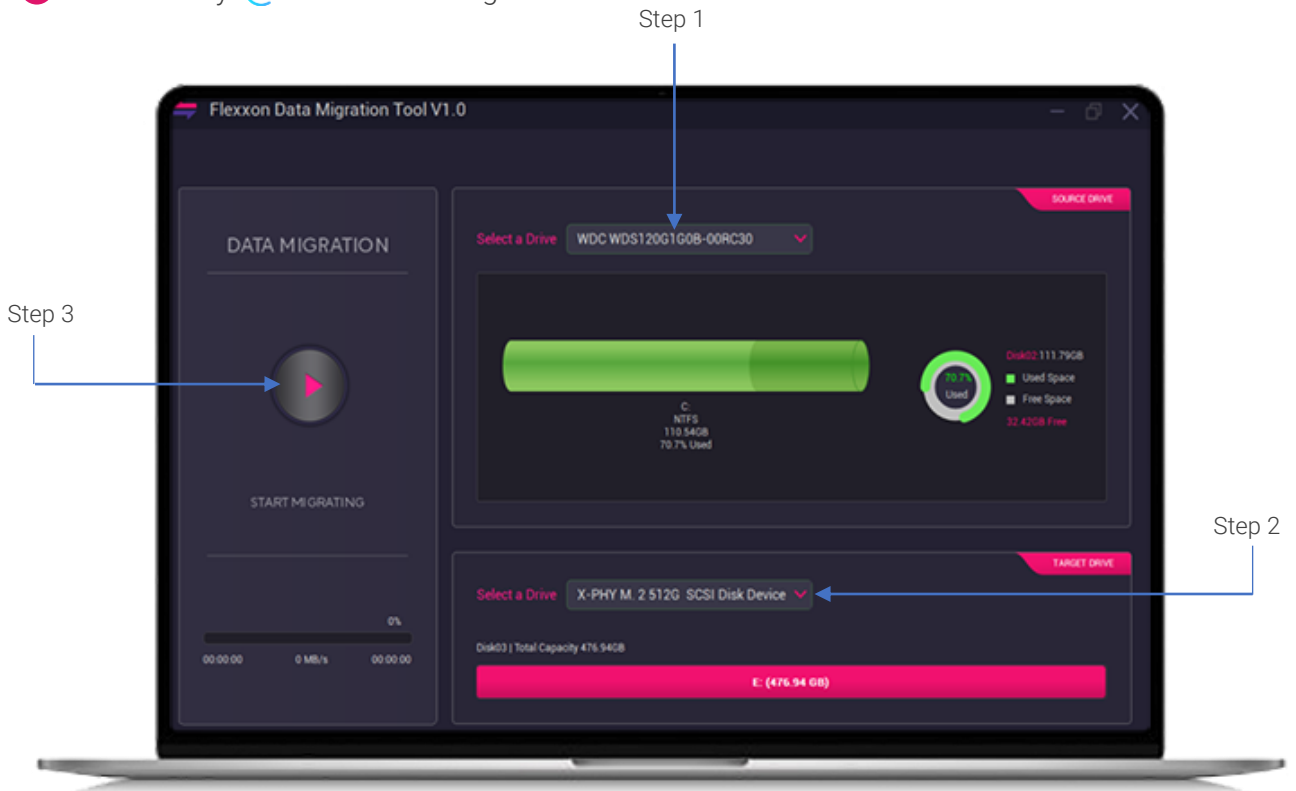 Step 1
Flexxon Data Migration Tool V1.0
SOURCE DRIVE
DATA MIGRATION
Select a Drive WDC WDS120G1G0B-00RC30
Step 3
Disk02:111.79GB
70.7% Used
Used Space
Free Space
32.42GB Free
C:
NTFS
110.54GB
70.7% Used
START MIGRATING
Step 2
TARGET DRIVE
Select a Drive X-PHY M. 2 512G SCSI Disk Device
0%
00:00:00 0 MB/s 00:00:00
Disk03 | Total Capacity 476.94GB
E: (476.94 GB)